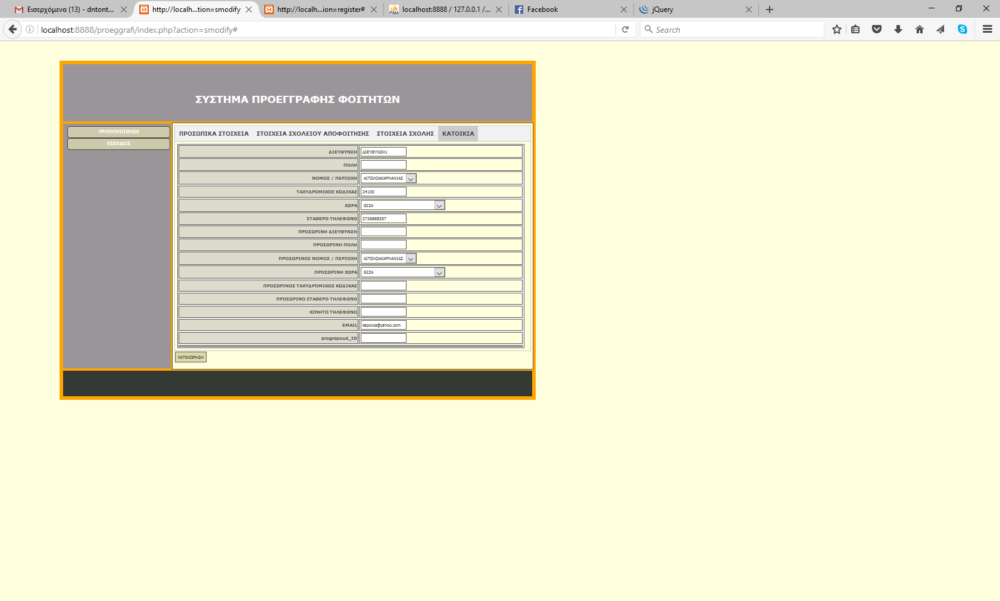 Εισερχόμενα (13) - dntont...
http://localh...tion=smodify
http://localh...ion=register#
localhost:8888 / 127.0.0.1 /...
Facebook
jQuery
localhost:8888/proeggrafi/index.php?action=smodify#
Search
ΣΥΣΤΗΜΑ ΠΡΟΕΓΓΡΑΦΗΣ ΦΟΙΤΗΤΩΝ
ΤΡΟΠΟΠΟΙΗΣΗ
ΕΙΣΟΔΟΣ
ΠΡΟΣΩΠΙΚΑ ΣΤΟΙΧΕΙΑ ΣΤΟΙΧΕΙΑ ΣΧΟΛΕΙΟΥ ΑΠΟΦΟΙΤΗΣΗΣ ΣΤΟΙΧΕΙΑ ΣΧΟΛΗΣ ΚΑΤΟΙΚΙΑ
ΔΙΕΥΘΥΝΣΗ ΔΙΕΥΘΥΝΣΗ1
ΠΟΛΗ
ΝΟΜΟΣ / ΠΕΡΙΟΧΗ ΑΙΤΩΛΟΑΚΑΡΝΑΝΙΑΣ
ΤΑΧΥΔΡΟΜΙΚΟΣ ΚΩΔΙΚΑΣ 24100
ΧΩΡΑ GIZA
ΣΤΑΘΕΡΟ ΤΗΛΕΦΩΝΟ 2726868357
ΠΡΟΣΩΡΙΝΗ ΔΙΕΥΘΥΝΣΗ
ΠΡΟΣΩΡΙΝΗ ΠΟΛΗ
ΠΡΟΣΩΡΙΝΟΣ ΝΟΜΟΣ / ΠΕΡΙΟΧΗ ΑΙΤΩΛΟΑΚΑΡΝΑΝΙΑΣ
ΠΡΟΣΩΡΙΝΗ ΧΩΡΑ GIZA
ΠΡΟΣΩΡΙΝΟΣ ΤΑΧΥΔΡΟΜΙΚΟΣ ΚΩΔΙΚΑΣ
ΠΡΟΣΩΡΙΝΟ ΣΤΑΘΕΡΟ ΤΗΛΕΦΩΝΟ
ΚΙΝΗΤΟ ΤΗΛΕΦΩΝΟ
EMAIL kapoios@yahoo.com
progrspoud_ID
ΚΑΤΑΧΩΡΗΣΗ